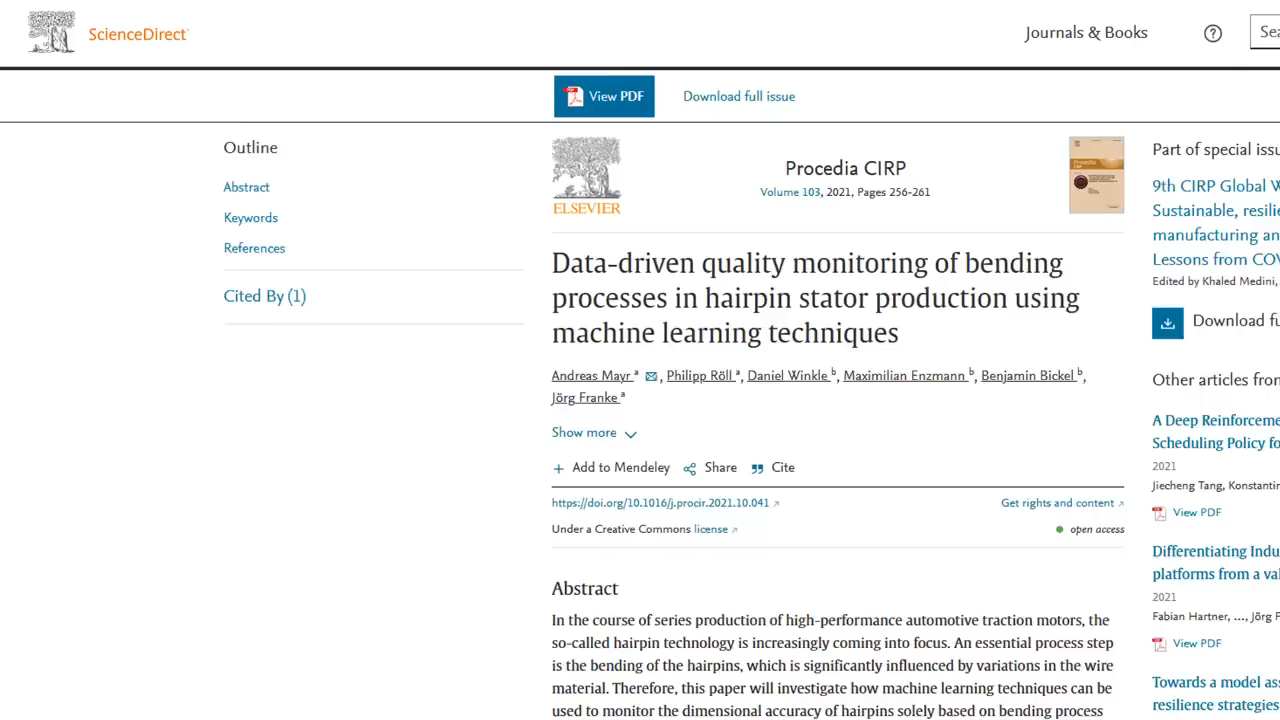 ScienceDirect
Journals & Books
?
View PDF
Download full issue
Outline
Abstract
Keywords
References
Cited By (1)
ELSEVIER
Procedia CIRP
Volume 103, 2021, Pages 256-261
Data-driven quality monitoring of bending
processes in hairpin stator production using
machine learning techniques
Andreas Mayr a, Philipp Röll a, Daniel Winkle b, Maximilian Enzmann b, Benjamin Bickel b,
Jörg Franke a
Show more
+ Add to Mendeley Share Cite
https://doi.org/10.1016/j.procir.2021.10.041
Get rights and content
Under a Creative Commons license
open access
Abstract
In the course of series production of high-performance automotive traction motors, the
so-called hairpin technology is increasingly coming into focus. An essential process step
is the bending of the hairpins, which is significantly influenced by variations in the wire
material. Therefore, this paper will investigate how machine learning techniques can be
used to monitor the dimensional accuracy of hairpins solely based on bending process
Part of special issu
9th CIRP Global W
Sustainable, resilie
manufacturing an
Lessons from COV
Edited by Khaled Medini,
Download fu
Other articles from
A Deep Reinforceme
Scheduling Policy fo
2021
Jiecheng Tang, Konstantin
View PDF
Differentiating Indu
platforms from a val
2021
Fabian Hartner, ..., Jörg F
View PDF
Towards a model ass
resilience strategies